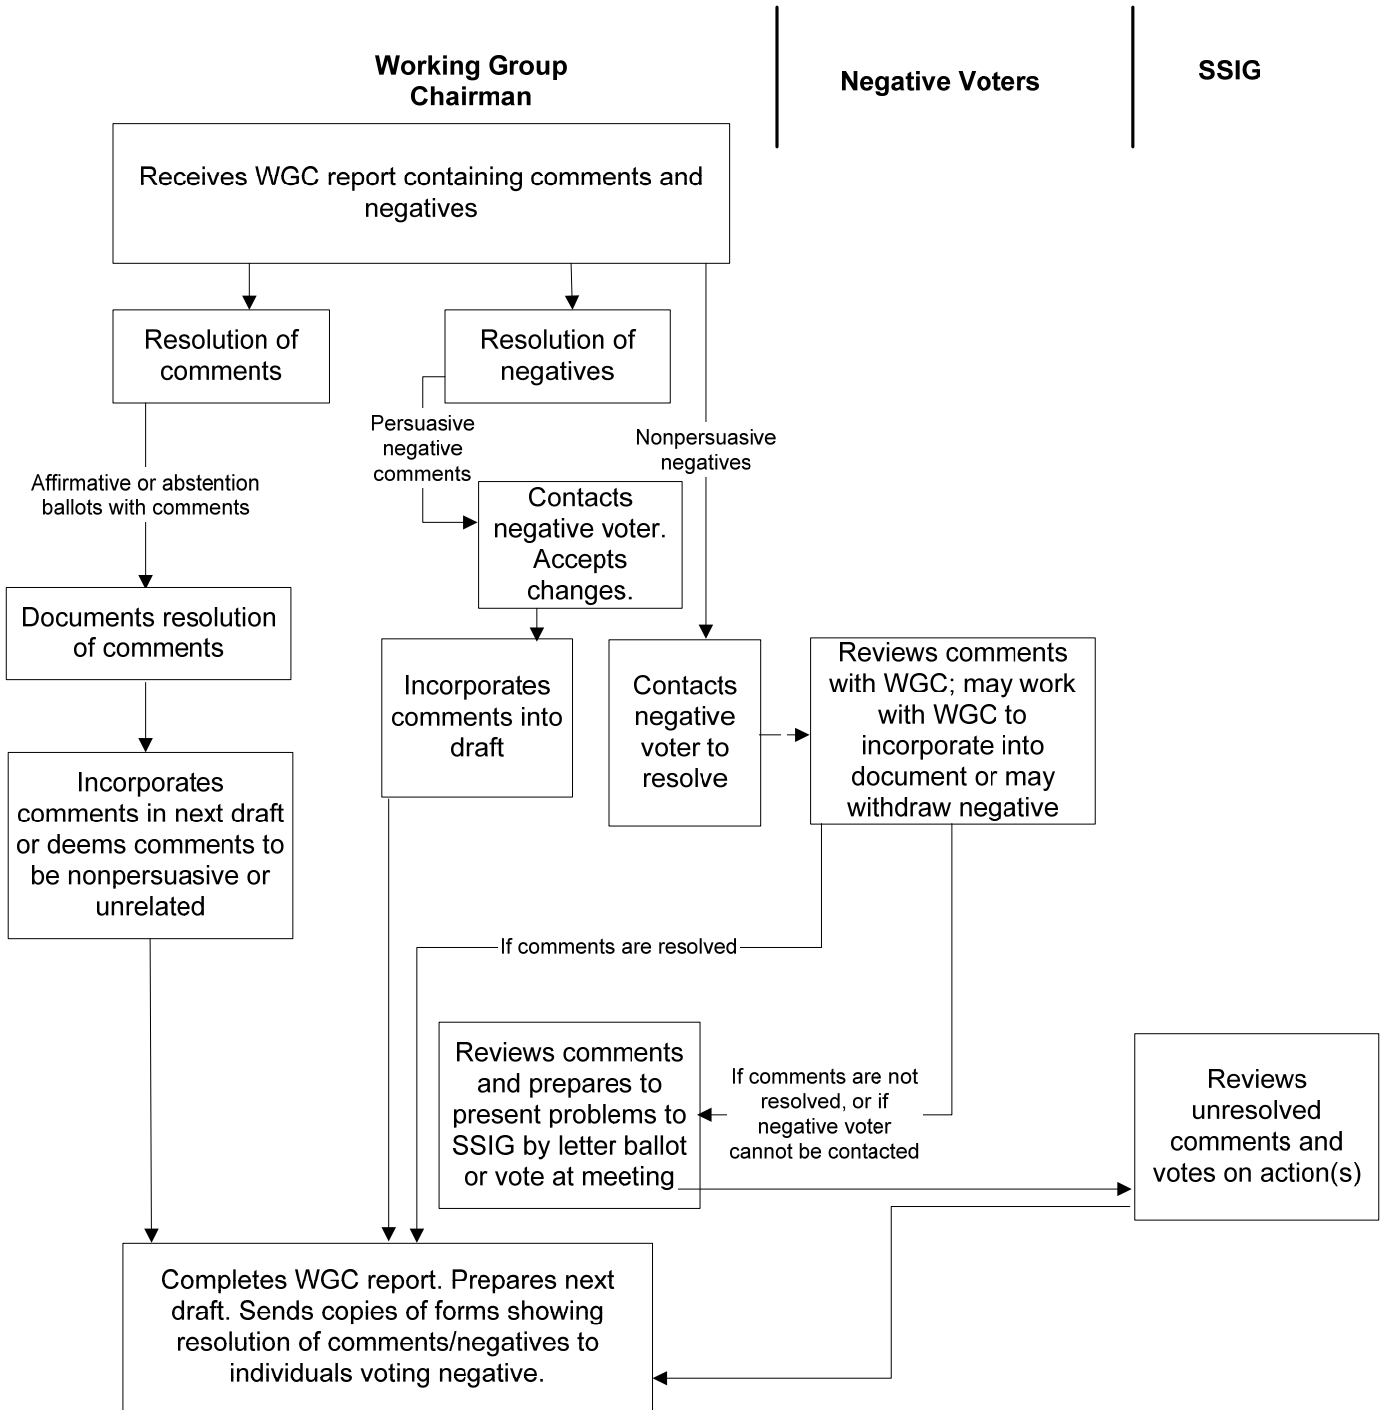 Working Group
Chairman
Negative Voters
SSIG
Receives WGC report containing comments and
negatives
Resolution of
comments
Resolution of
negatives
Persuasive
negative
comments
Nonpersuasive
negatives
Affirmative or abstention
ballots with comments
Contacts
negative voter.
Accepts
changes.
Documents resolution
of comments
Incorporates
comments into
draft
Contacts
negative
voter to
resolve
Reviews comments
with WGC; may work
with WGC to
incorporate into
document or may
withdraw negative
Incorporates
comments in next draft
or deems comments to
be nonpersuasive or
unrelated
If comments are resolved
Reviews comments
and prepares to
present problems to
SSIG by letter ballot
or vote at meeting
If comments are not
resolved, or if
negative voter
cannot be contacted
Reviews
unresolved
comments and
votes on action(s)
Completes WGC report. Prepares next
draft. Sends copies of forms showing
resolution of comments/negatives to
individuals voting negative.